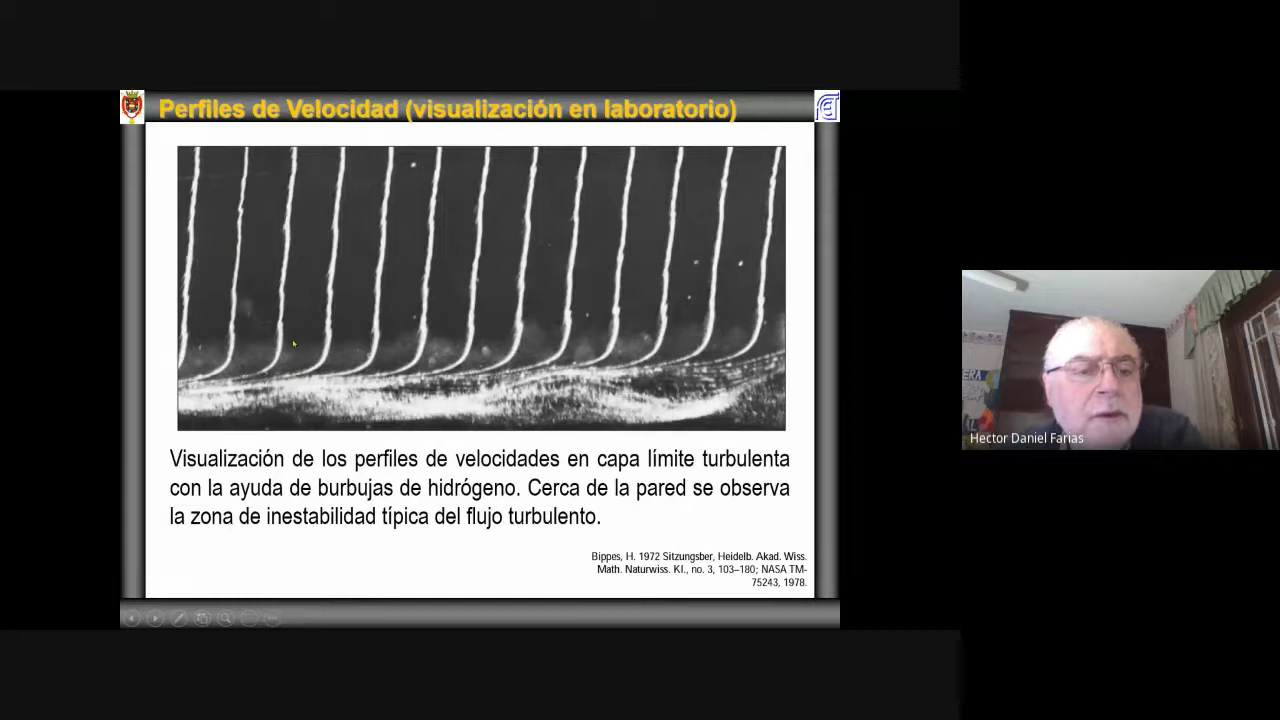 Perfiles de Velocidad (visualización en laboratorio)
Visualización de los perfiles de velocidades en capa límite turbulenta
con la ayuda de burbujas de hidrógeno. Cerca de la pared se observa
la zona de inestabilidad típica del flujo turbulento.
Bippes, H. 1972 Sitzungsber, Heidelb. Akad. Wiss.
Math. Naturwiss. Kl., no. 3, 103–180; NASA TM-
75243, 1978.
Hector Daniel Farias